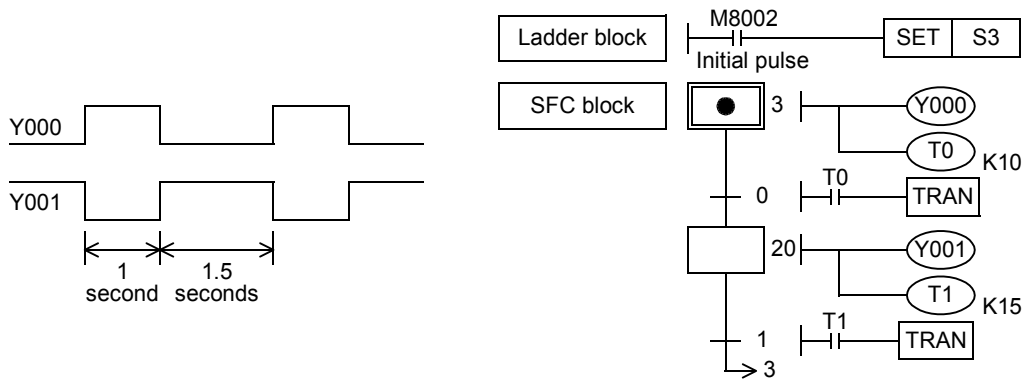 Y000
Y001
1
second
1.5
seconds
Ladder block
M8002
Initial pulse
SET S3
SFC block
3
Y000
T0
K10
0
T0
TRAN
20
Y001
T1
K15
1
T1
TRAN
3